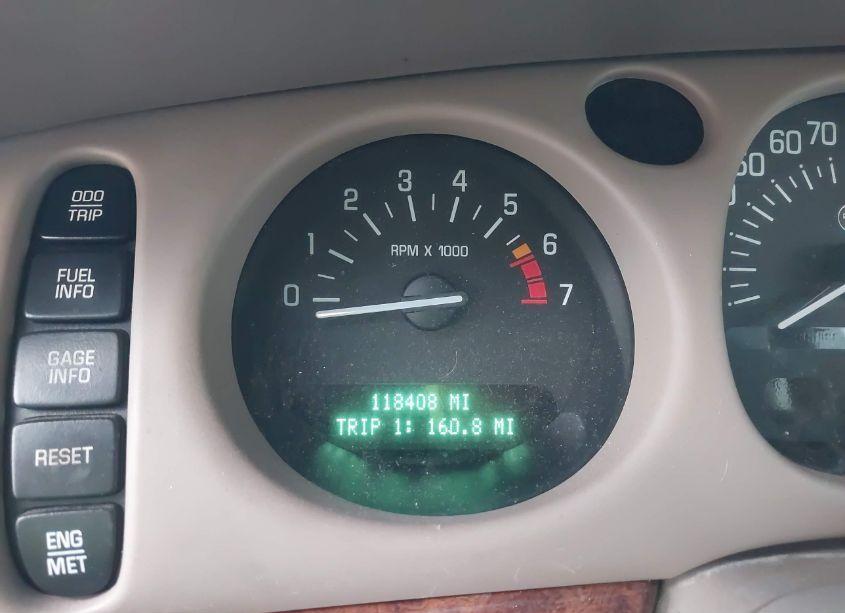 ODO
TRIP
FUEL
INFO
GAGE
INFO
RESET
ENG
MET
0
1
2
3
4
5
6
7
RPM X 1000
118408 MI
TRIP 1: 160.8 MI
60
70